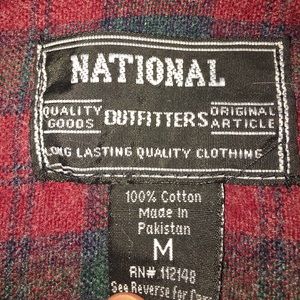 NATIONAL
QUALITY GOODS OUTFITTERS ORIGINAL ARTICLE
LONG LASTING QUALITY CLOTHING
100% Cotton
Made in
Pakistan
M
RN# 112148
See Reverse for Care